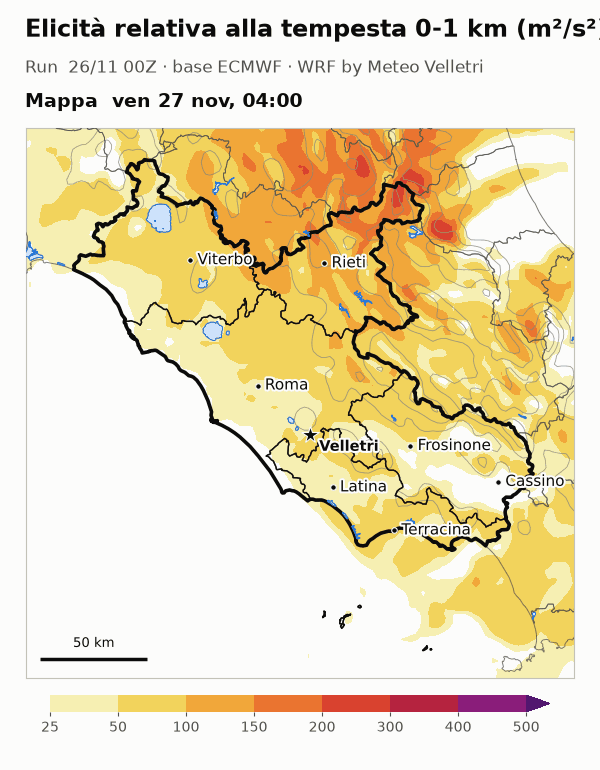 Elicità relativa alla tempesta 0-1 km (m²/s²)
Run  26/11 00Z · base ECMWF · WRF by Meteo Velletri
Mappa  ven 27 nov, 04:00
Viterbo
Rieti
Roma
Velletri
Frosinone
Cassino
Latina
Terracina
50 km
25 50 100 150 200 300 400 500